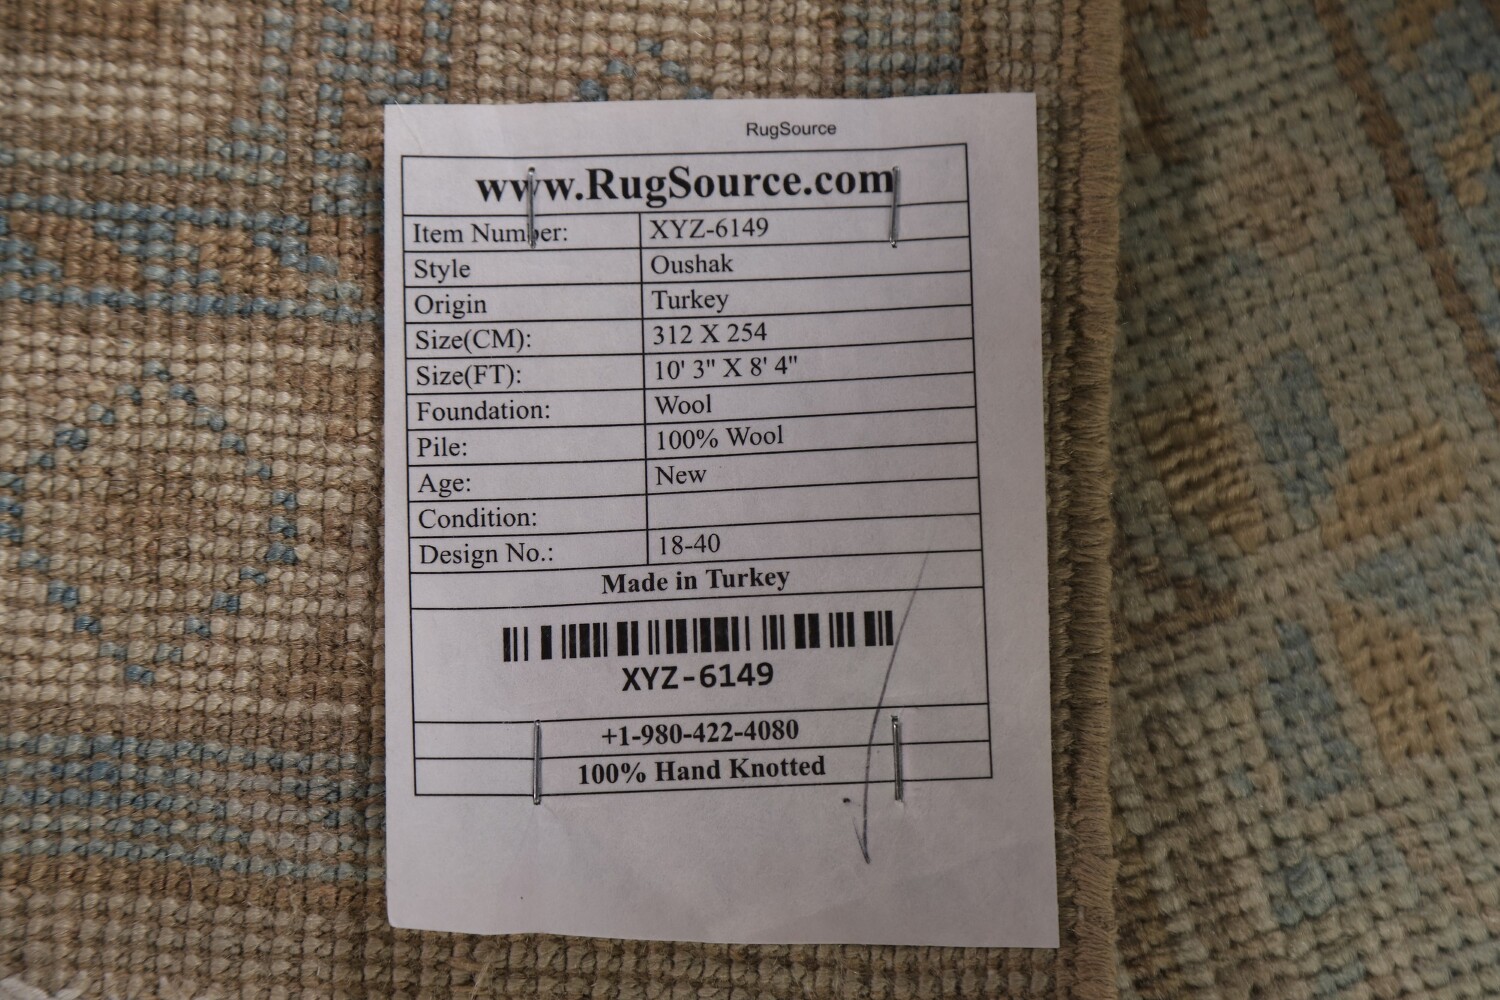 RugSource
www.RugSource.com
Item Number: XYZ-6149
Style Oushak
Origin Turkey
Size(CM): 312 X 254
Size(FT): 10' 3" X 8' 4"
Foundation: Wool
Pile: 100% Wool
Age: New
Condition:
Design No.: 18-40
Made in Turkey
XYZ-6149
+1-980-422-4080
100% Hand Knotted